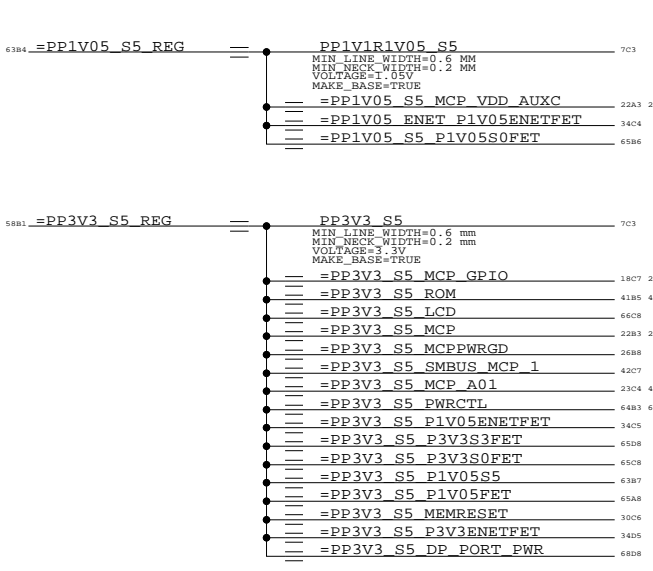 63B4 =PP1V05_S5_REG PP1V1R1V05_S5 7C3
MIN_LINE_WIDTH=0.6 MM
MIN_NECK_WIDTH=0.2 MM
VOLTAGE=1.05V
MAKE_BASE=TRUE
=PP1V05_S5_MCP_VDD_AUXC 22A3 2
=PP1V05_ENET_P1V05ENETFET 34C4
=PP1V05_S5_P1V05S0FET 65B6
58B1 =PP3V3_S5_REG PP3V3_S5 7C3
MIN_LINE_WIDTH=0.6 mm
MIN_NECK_WIDTH=0.2 mm
VOLTAGE=3.3V
MAKE_BASE=TRUE
=PP3V3_S5_MCP_GPIO 18C7 2
=PP3V3_S5_ROM 41B5 4
=PP3V3_S5_LCD 66C8
=PP3V3_S5_MCP 22B3 2
=PP3V3_S5_MCPPWRGD 26B8
=PP3V3_S5_SMBUS_MCP_1 42C7
=PP3V3_S5_MCP_A01 23C4 4
=PP3V3_S5_PWRCTL 64B3 6
=PP3V3_S5_P1V05ENETFET 34C5
=PP3V3_S5_P3V3S3FET 65D8
=PP3V3_S5_P3V3S0FET 65C8
=PP3V3_S5_P1V05S5 63B7
=PP3V3_S5_P1V05FET 65A8
=PP3V3_S5_MEMRESET 30C6
=PP3V3_S5_P3V3ENETFET 34D5
=PP3V3_S5_DP_PORT_PWR 68D8